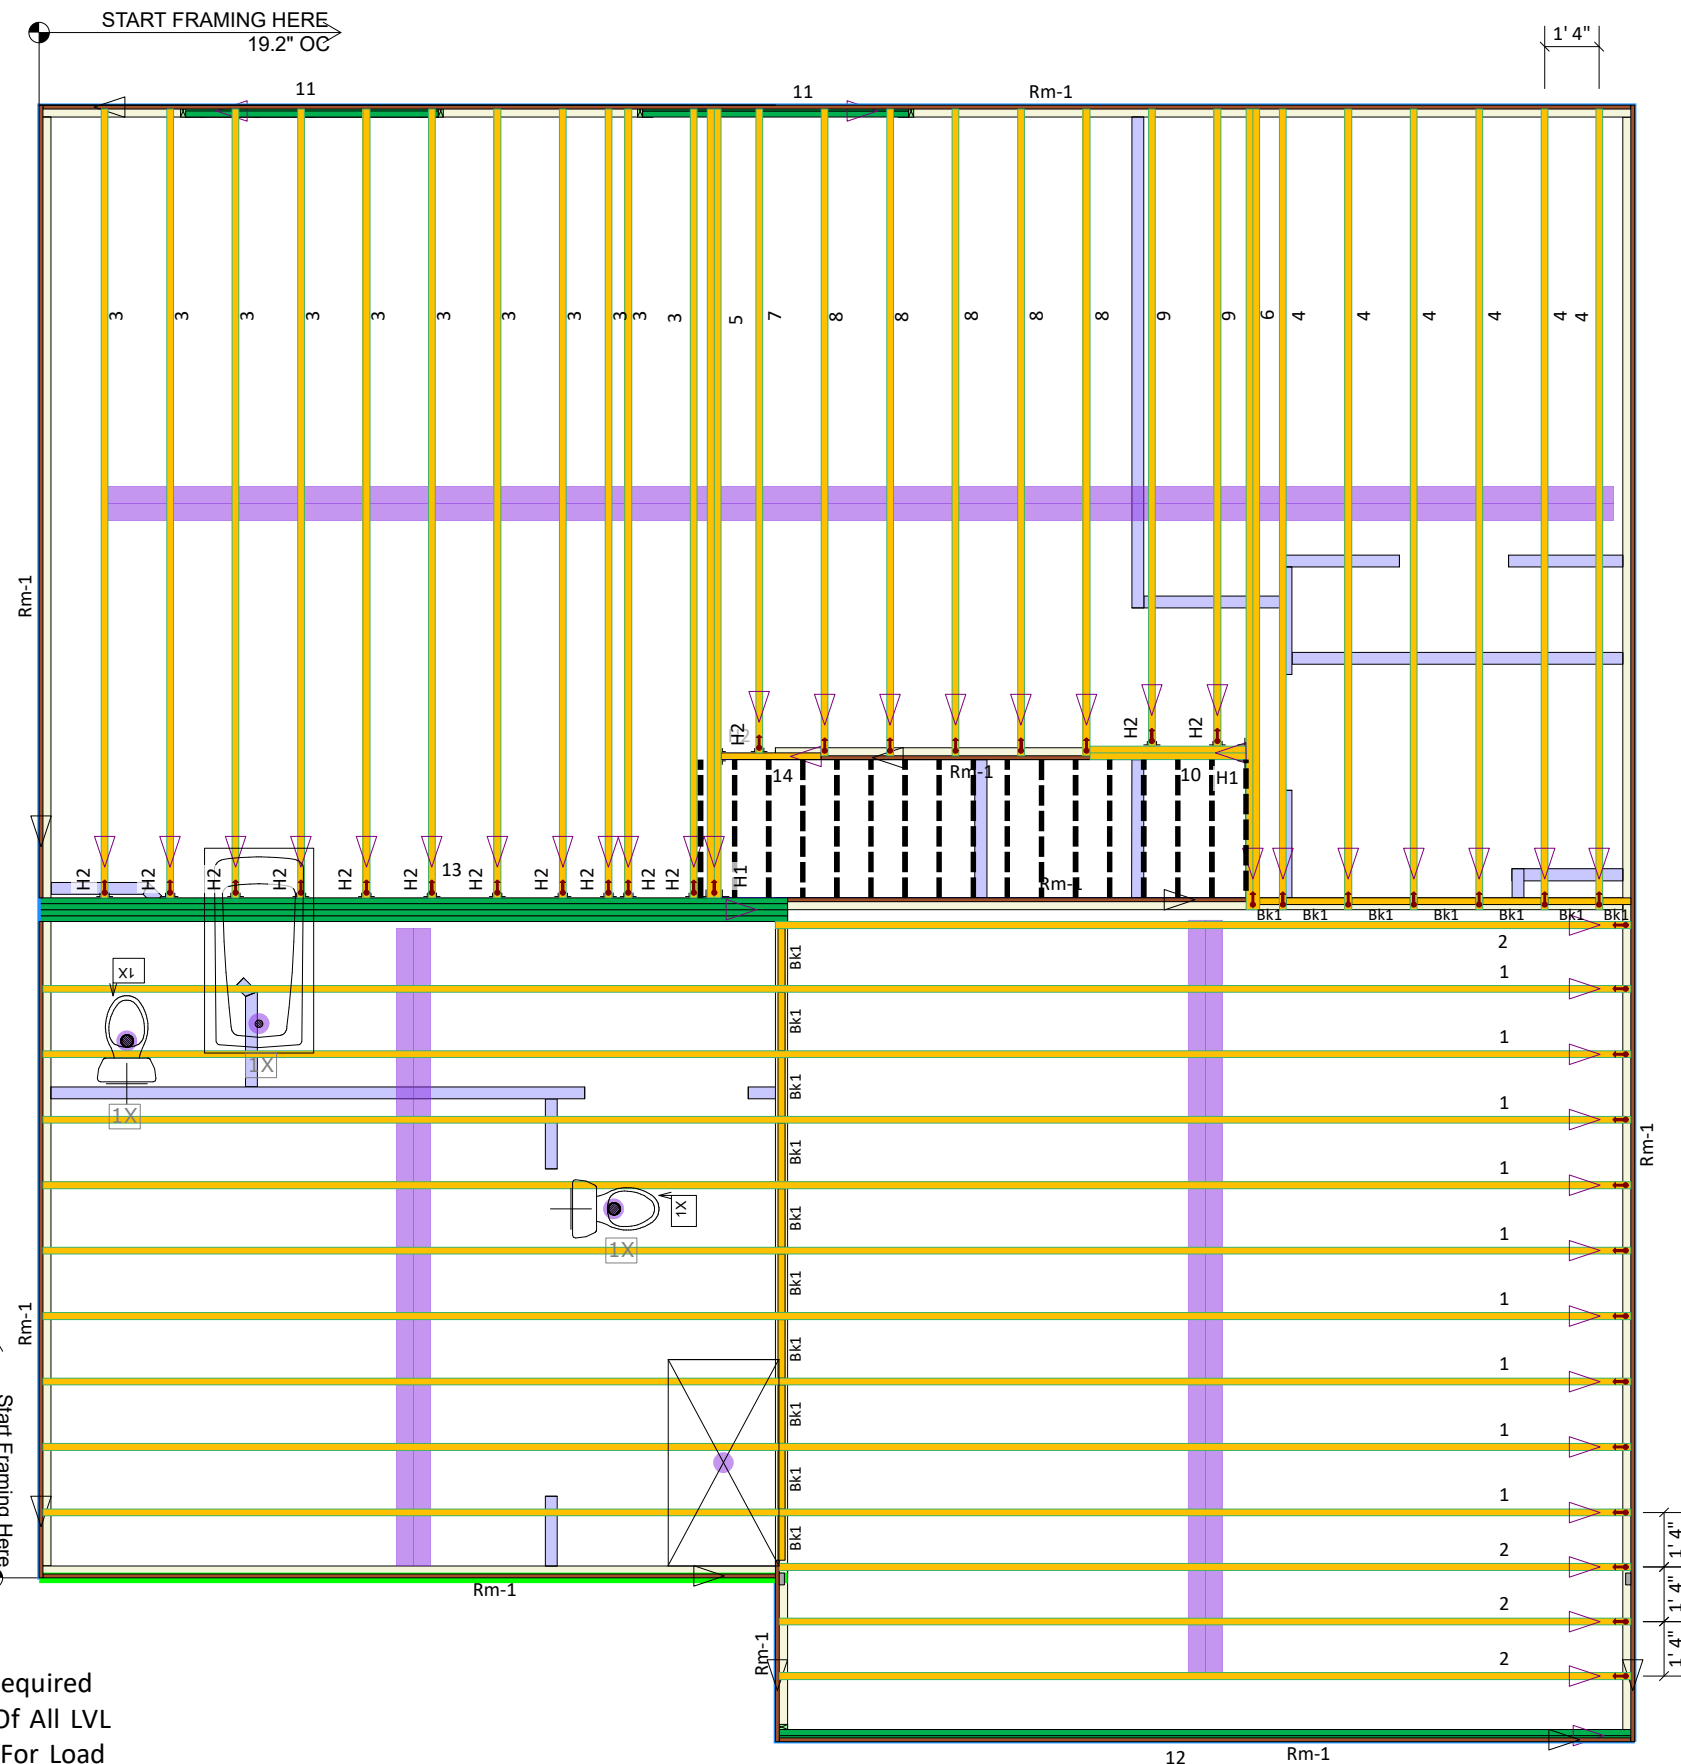 START FRAMING HERE
19.2" OC
1' 4"
11
11
Rm-1
3
3
3
3
3
3
3
3
3
3
3
5
7
8
8
8
8
8
9
9
6
4
4
4
4
4
4
Rm-1
H2
H2
H2
14
Rm-1
10
H1
H2
H2
H2
H2
H2
H2
13
H2
H2
H2
H2
H1
Rm-1
Bk1
Bk1
Bk1
Bk1
Bk1
Bk1
Bk1
2
Bk1
1X
1
Bk1
1X
1
Bk1
1X
1
Bk1
Rm-1
1
Bk1
1X
1X
1
Bk1
Rm-1
1
Bk1
1
Bk1
1
Bk1
1
Start Framing Here
Bk1
1' 4"
2
Rm-1
1' 4"
2
Rm-1
1' 4"
2
equired
Of All LVL
For Load
12
Rm-1